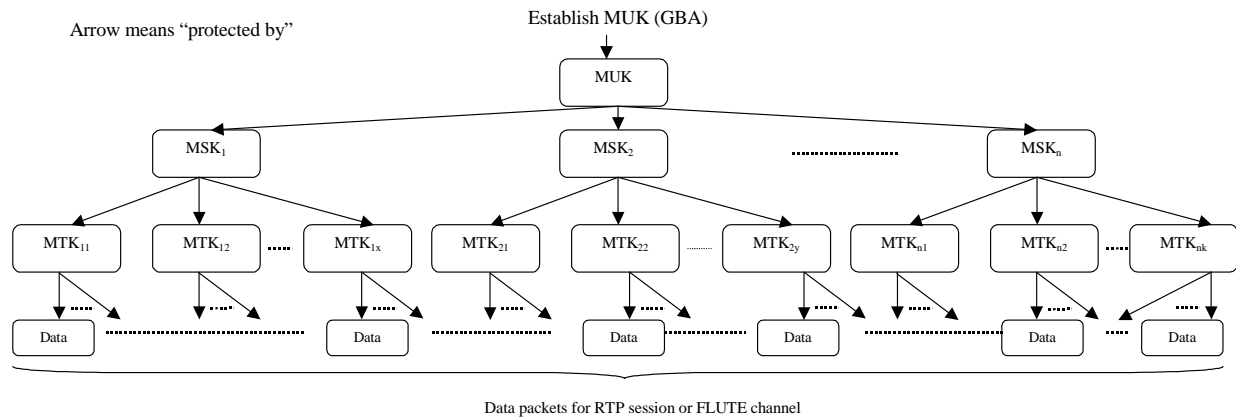 Establish MUK (GBA)
Arrow means “protected by”
MUK
MSK1 MSK2 MSKn
MTK11 MTK12 MTK1x MTK21 MTK22 MTK2y MTKn1 MTKn2 MTKnk
Data Data Data Data Data Data
Data packets for RTP session or FLUTE channel